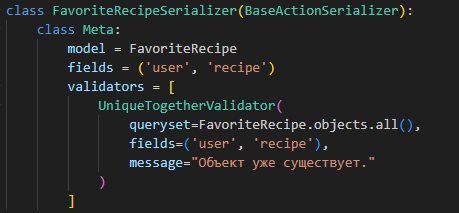 class FavoriteRecipeSerializer(BaseActionSerializer):
    class Meta:
        model = FavoriteRecipe
        fields = ('user', 'recipe')
        validators = [
            UniqueTogetherValidator(
                queryset=FavoriteRecipe.objects.all(),
                fields=('user', 'recipe'),
                message="Объект уже существует."
            )
        ]